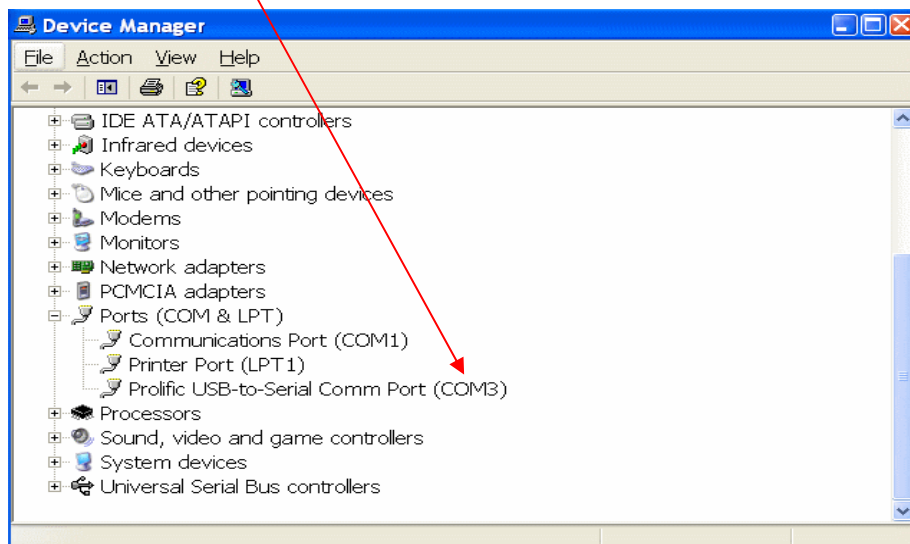 Device Manager
File Action View Help
IDE ATA/ATAPI controllers
Infrared devices
Keyboards
Mice and other pointing devices
Modems
Monitors
Network adapters
PCMCIA adapters
Ports (COM & LPT)
Communications Port (COM1)
Printer Port (LPT1)
Prolific USB-to-Serial Comm Port (COM3)
Processors
Sound, video and game controllers
System devices
Universal Serial Bus controllers